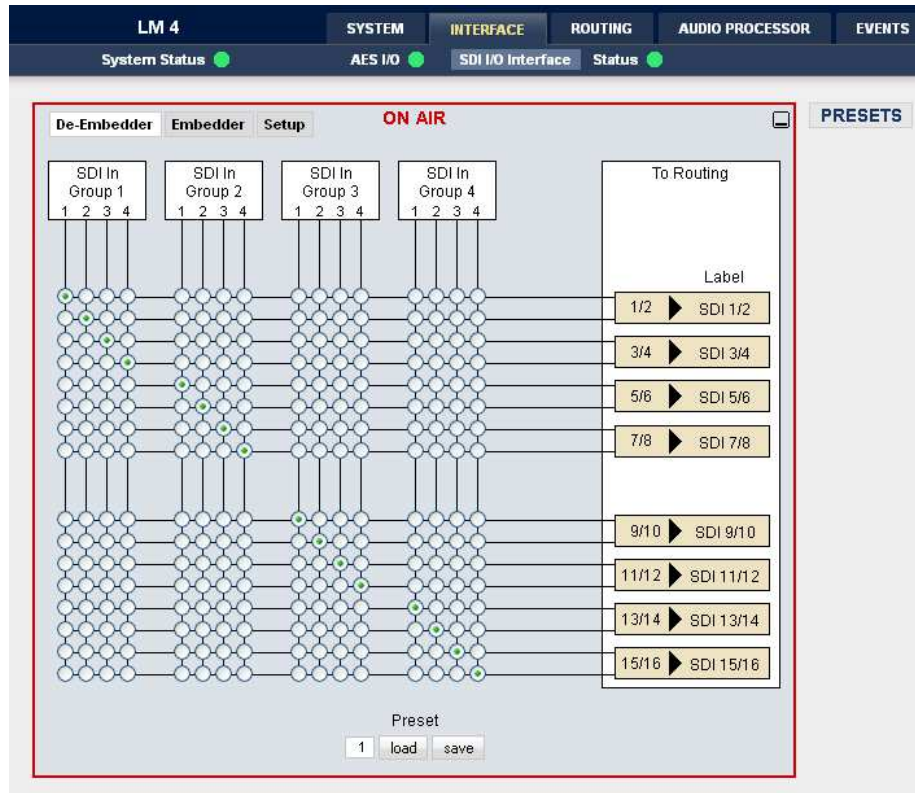 LM 4 SYSTEM INTERFACE ROUTING AUDIO PROCESSOR EVENTS
System Status AES I/O SDI I/O Interface Status
De-Embedder Embedder Setup ON AIR PRESETS
SDI In SDI In SDI In SDI In To Routing
Group 1 Group 2 Group 3 Group 4
1 2 3 4 1 2 3 4 1 2 3 4 1 2 3 4
Label
1/2 SDI 1/2
3/4 SDI 3/4
5/6 SDI 5/6
7/8 SDI 7/8
9/10 SDI 9/10
11/12 SDI 11/12
13/14 SDI 13/14
15/16 SDI 15/16
Preset
1 load save